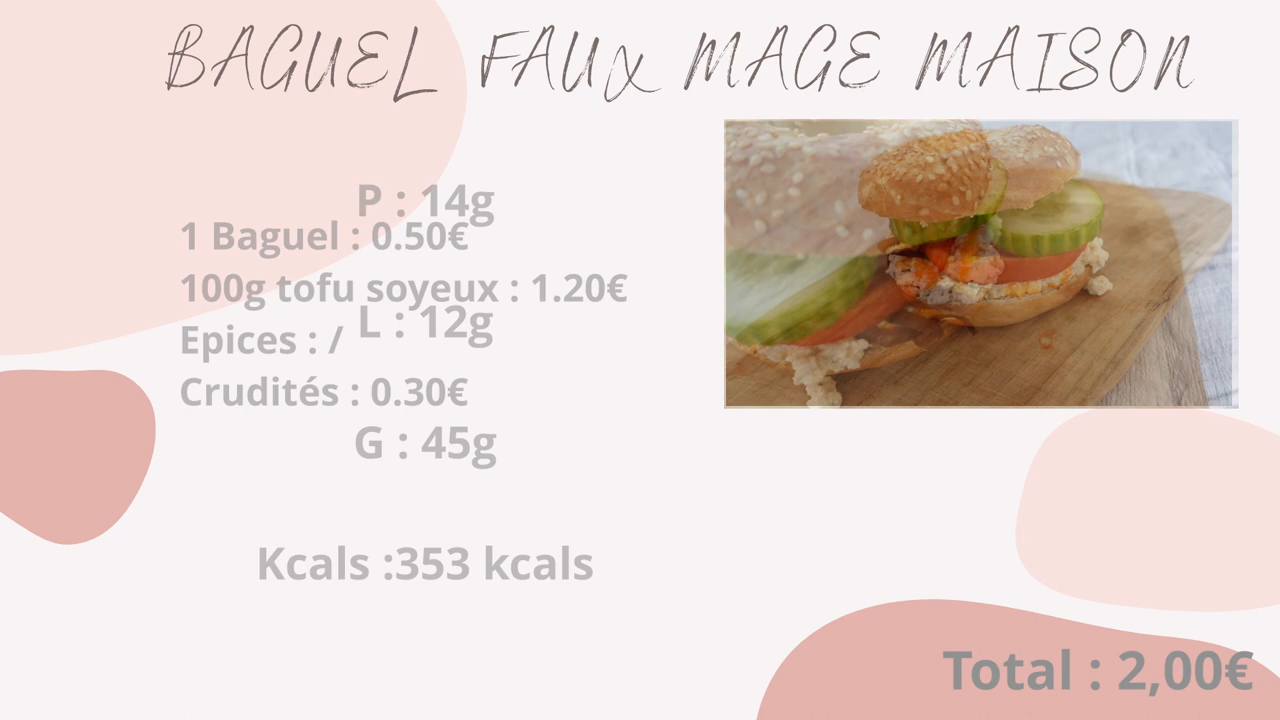 BAGUEL FAUX MAGE MAISON
P : 14g
1 Baguel : 0.50€
100g tofu soyeux : 1.20€
L : 12g
Epices : /
Crudités : 0.30€
G : 45g
Kcals :353 kcals
Total : 2,00€